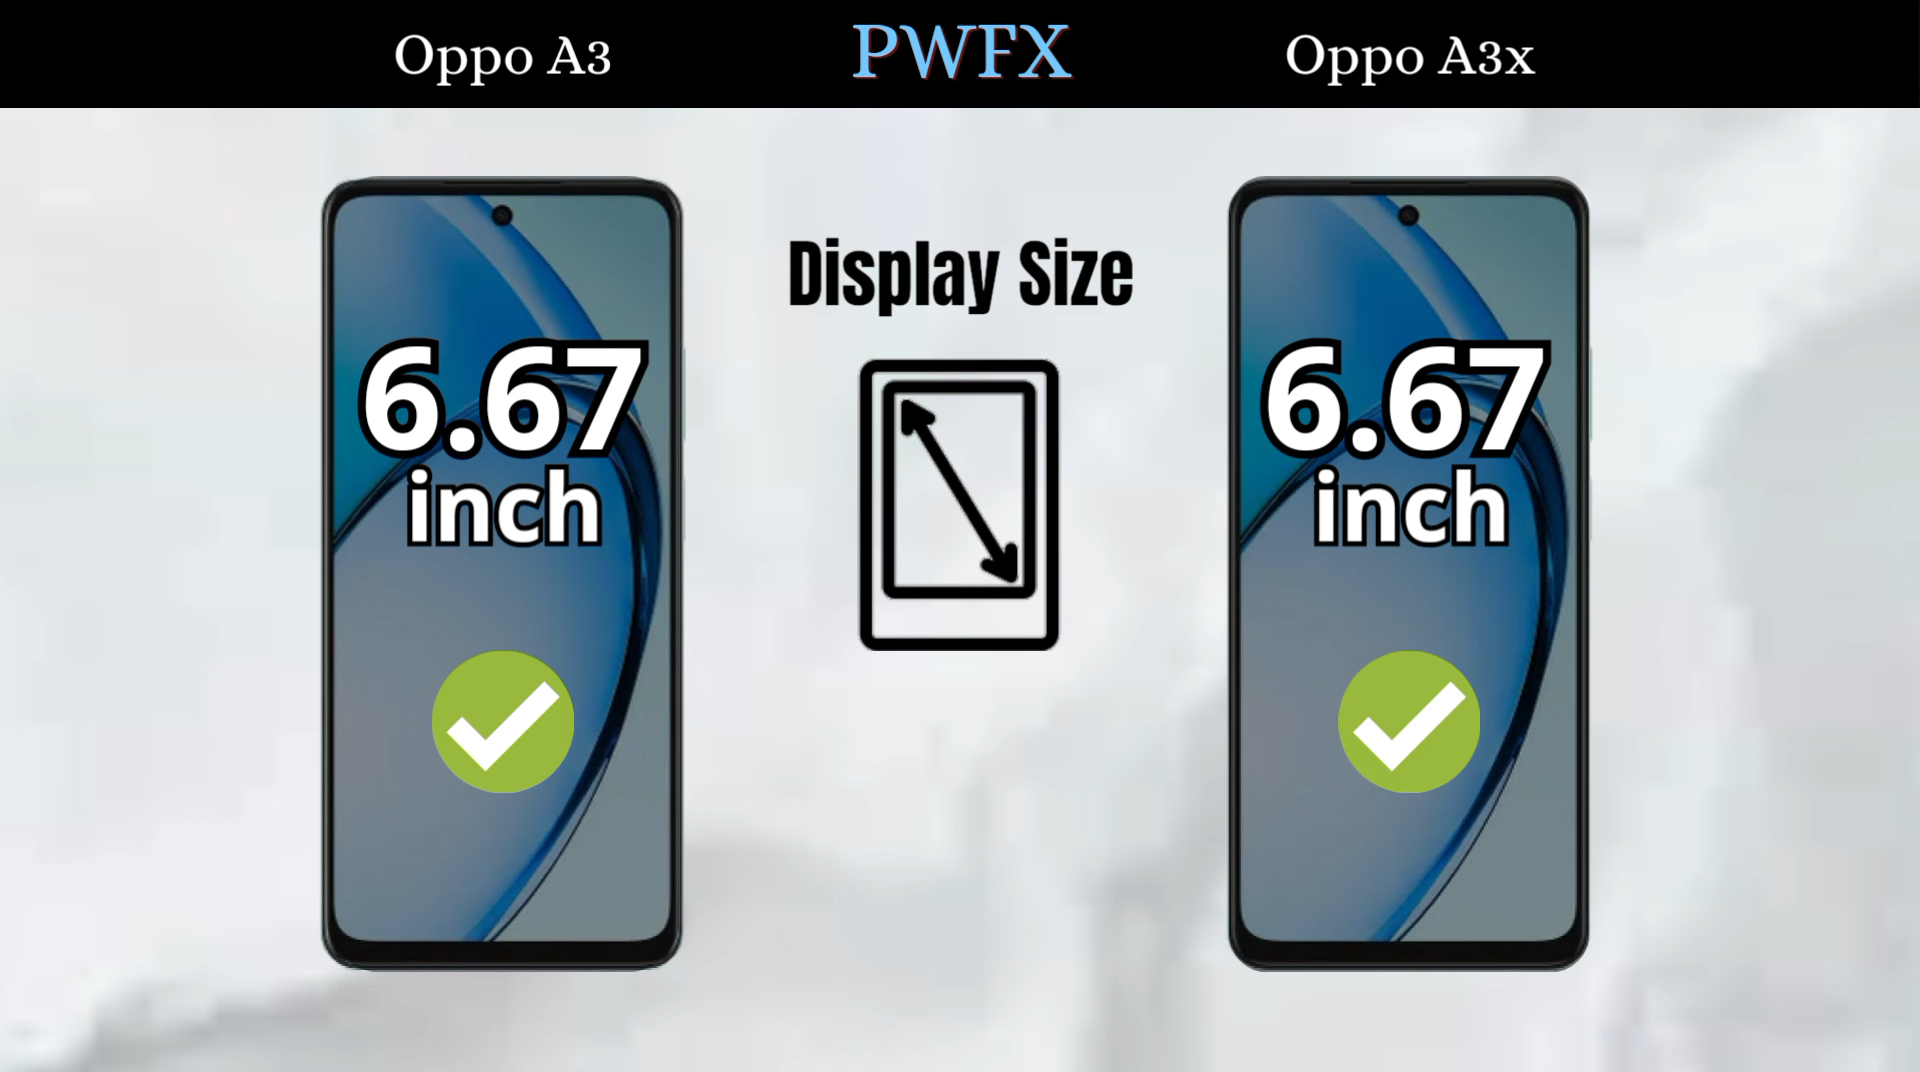 Oppo A3
PWFX
Oppo A3x
Display Size
6.67
inch
6.67
inch